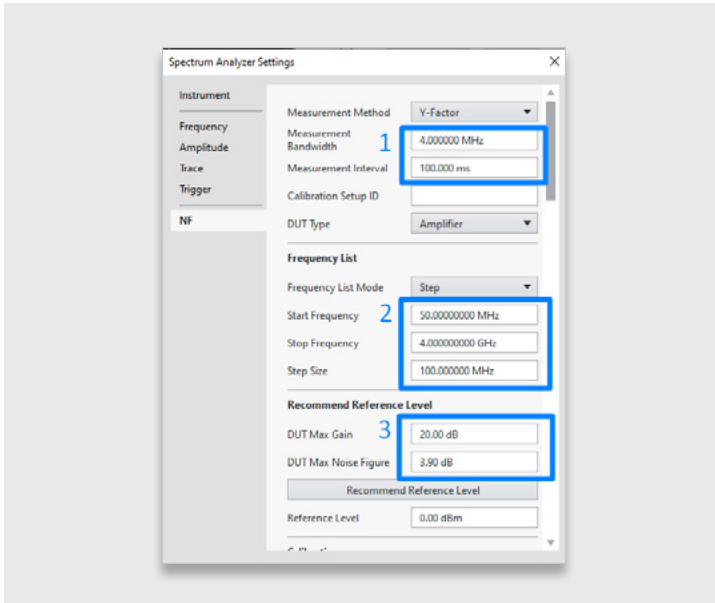 Spectrum Analyzer Settings
Instrument
Frequency
Amplitude
Trace
Trigger
NF
Measurement Method Y-Factor
Measurement Bandwidth 1 4.000000 MHz
Measurement Interval 100.000 ms
Calibration Setup ID
DUT Type Amplifier
Frequency List
Frequency List Mode Step
Start Frequency 2 50.00000000 MHz
Stop Frequency 4.000000000 GHz
Step Size 100.000000 MHz
Recommend Reference Level
DUT Max Gain 3 20.00 dB
DUT Max Noise Figure 3.90 dB
Recommend Reference Level
Reference Level 0.00 dBm